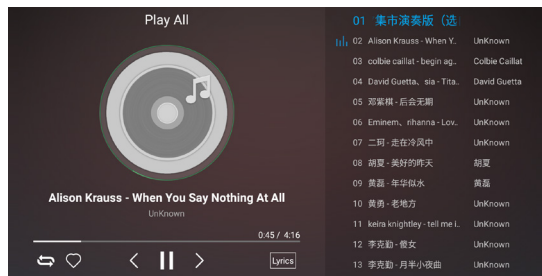 Play All
Alison Krauss - When You Say Nothing At All
UnKnown
0:45 / 4:16
Lyrics
01 集市演奏版（选
02 Alison Krauss - When Y.. UnKnown
03 colbie caillat - begin ag.. Colbie Caillat
04 David Guetta、sia - Tita.. David Guetta
05 邓紫棋 - 后会无期 UnKnown
06 Eminem、rihanna - Lov.. UnKnown
07 二珂 - 走在冷风中 UnKnown
08 胡夏 - 美好的昨天 胡夏
09 黄磊 - 年华似水 黄磊
10 黄勇 - 老地方 UnKnown
11 keira knightley - tell me i.. UnKnown
12 李克勤 - 傻女 UnKnown
13 李克勤 - 月半小夜曲 UnKnown